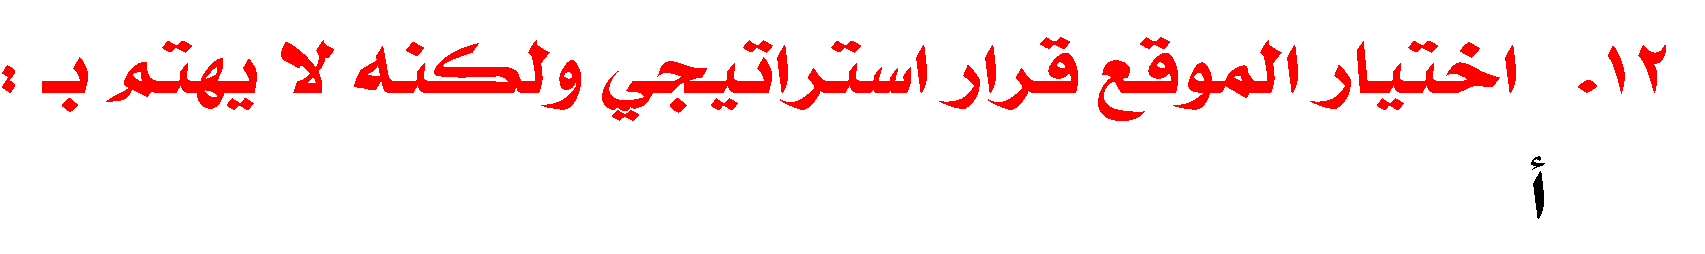 ١٢. اختيار الموقع قرار استراتيجي ولكنه لا يهتم بـ :
أ